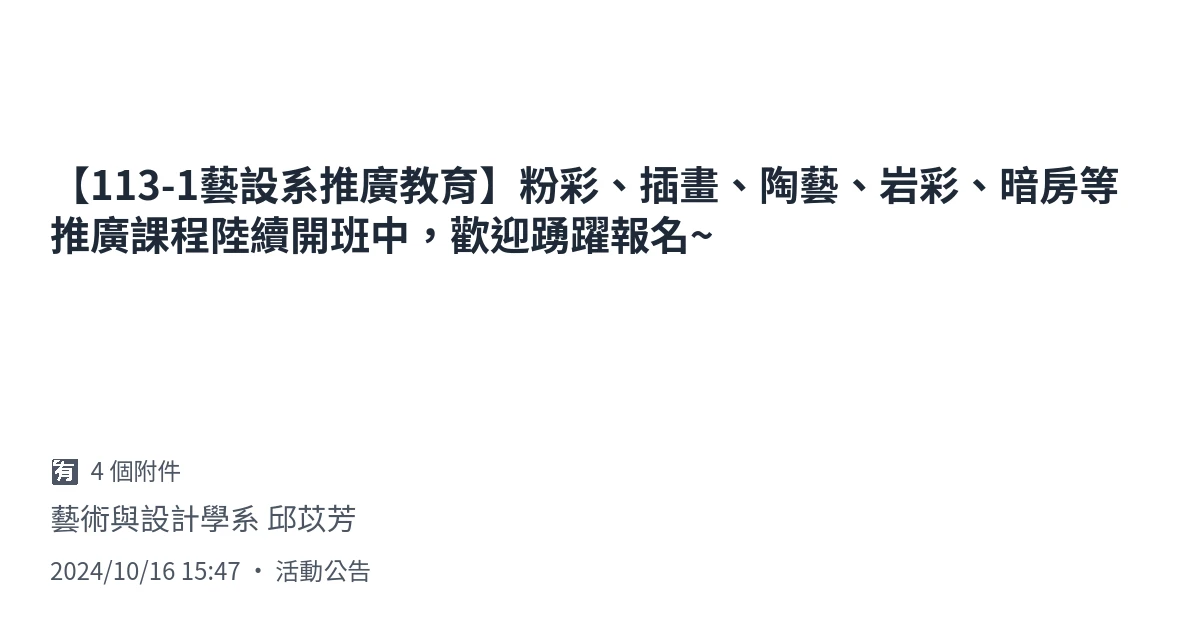 【113-1藝設系推廣教育】粉彩、插畫、陶藝、岩彩、暗房等
推廣課程陸續開班中，歡迎踴躍報名~
有 4 個附件
藝術與設計學系 邱苡芳
2024/10/16 15:47 • 活動公告